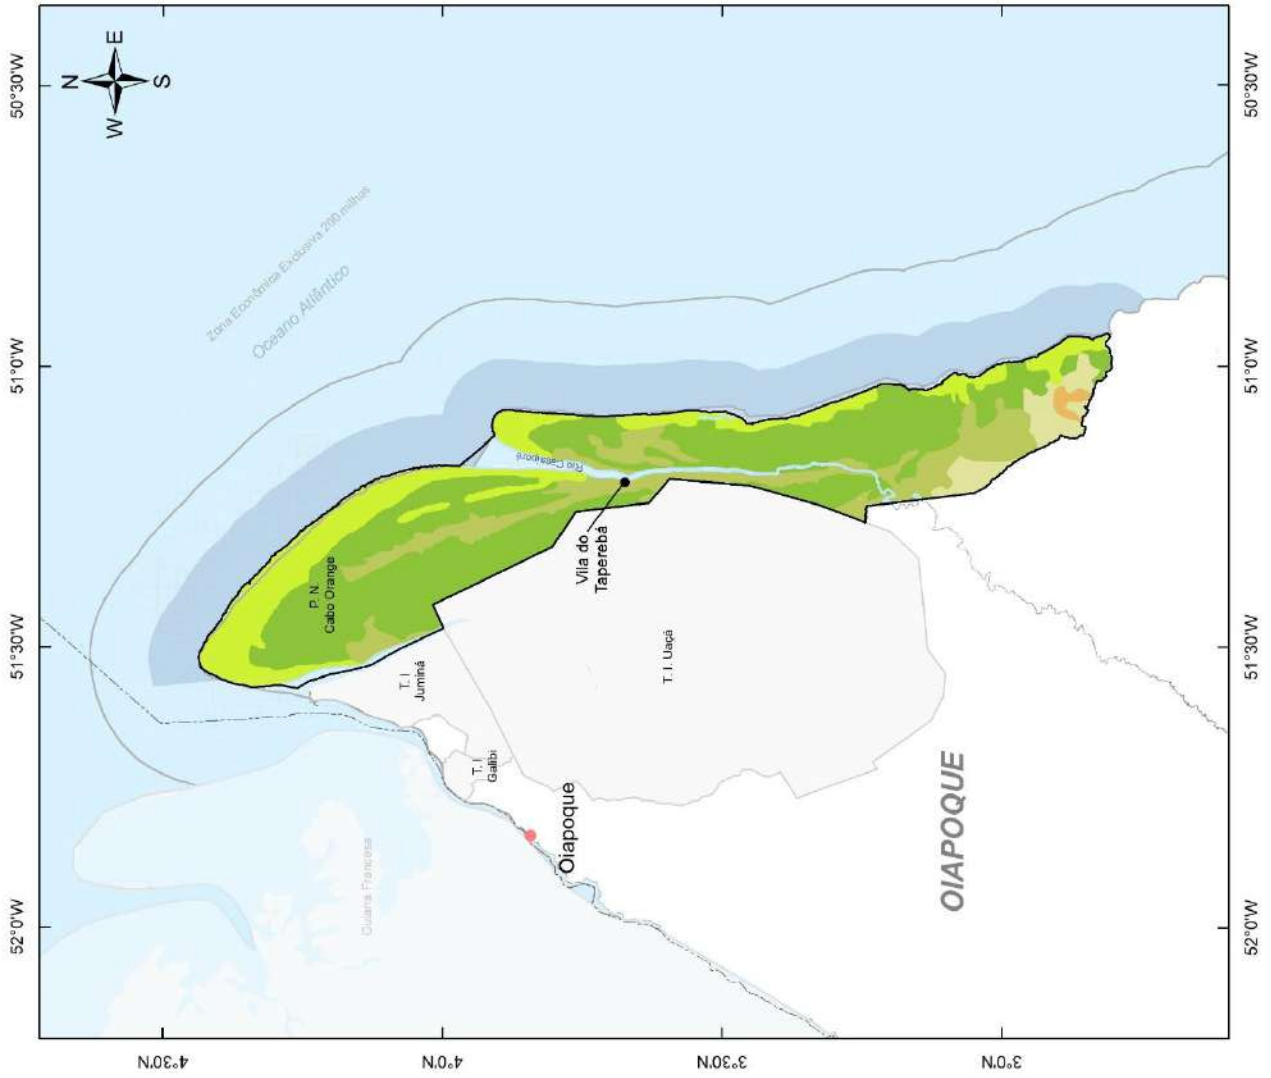 52°0'W
51°30'W
51°0'W
50°30'W
N
W
E
S
4°30'N
4°0'N
3°30'N
3°0'N
Zona Econômica Exclusiva 200 milhas
Oceano Atlântico
Guiana Francesa
P. N.
Cabo Orange
Rio Cassiporé
Vila do
Taperebá
T. I
Juminá
T. I
Galibi
T. I. Uaçá
Oiapoque
OIAPOQUE
52°0'W
51°30'W
51°0'W
50°30'W